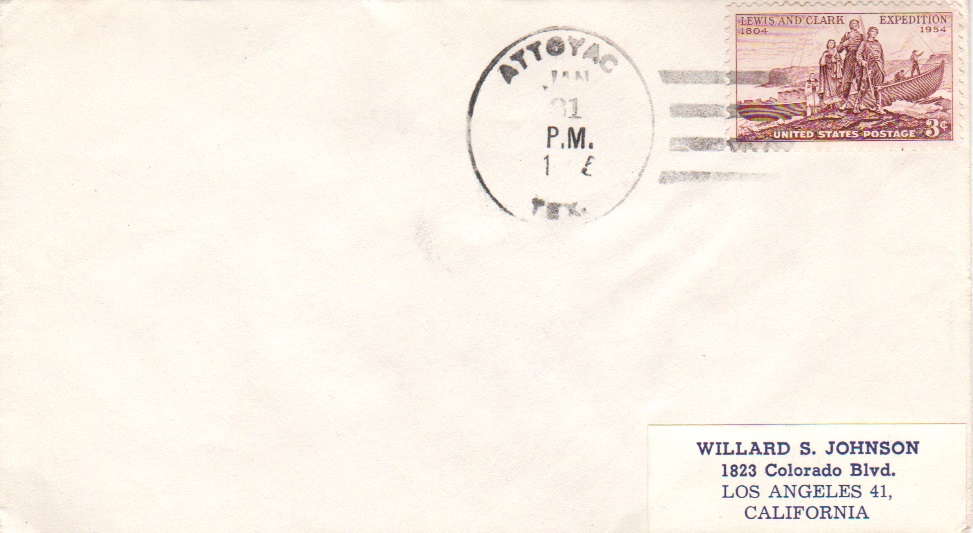 ATTOYAC
JAN
31
P.M.
TEX.
LEWIS AND CLARK EXPEDITION
1804 1954
UNITED STATES POSTAGE 3¢
WILLARD S. JOHNSON
1823 Colorado Blvd.
LOS ANGELES 41,
CALIFORNIA